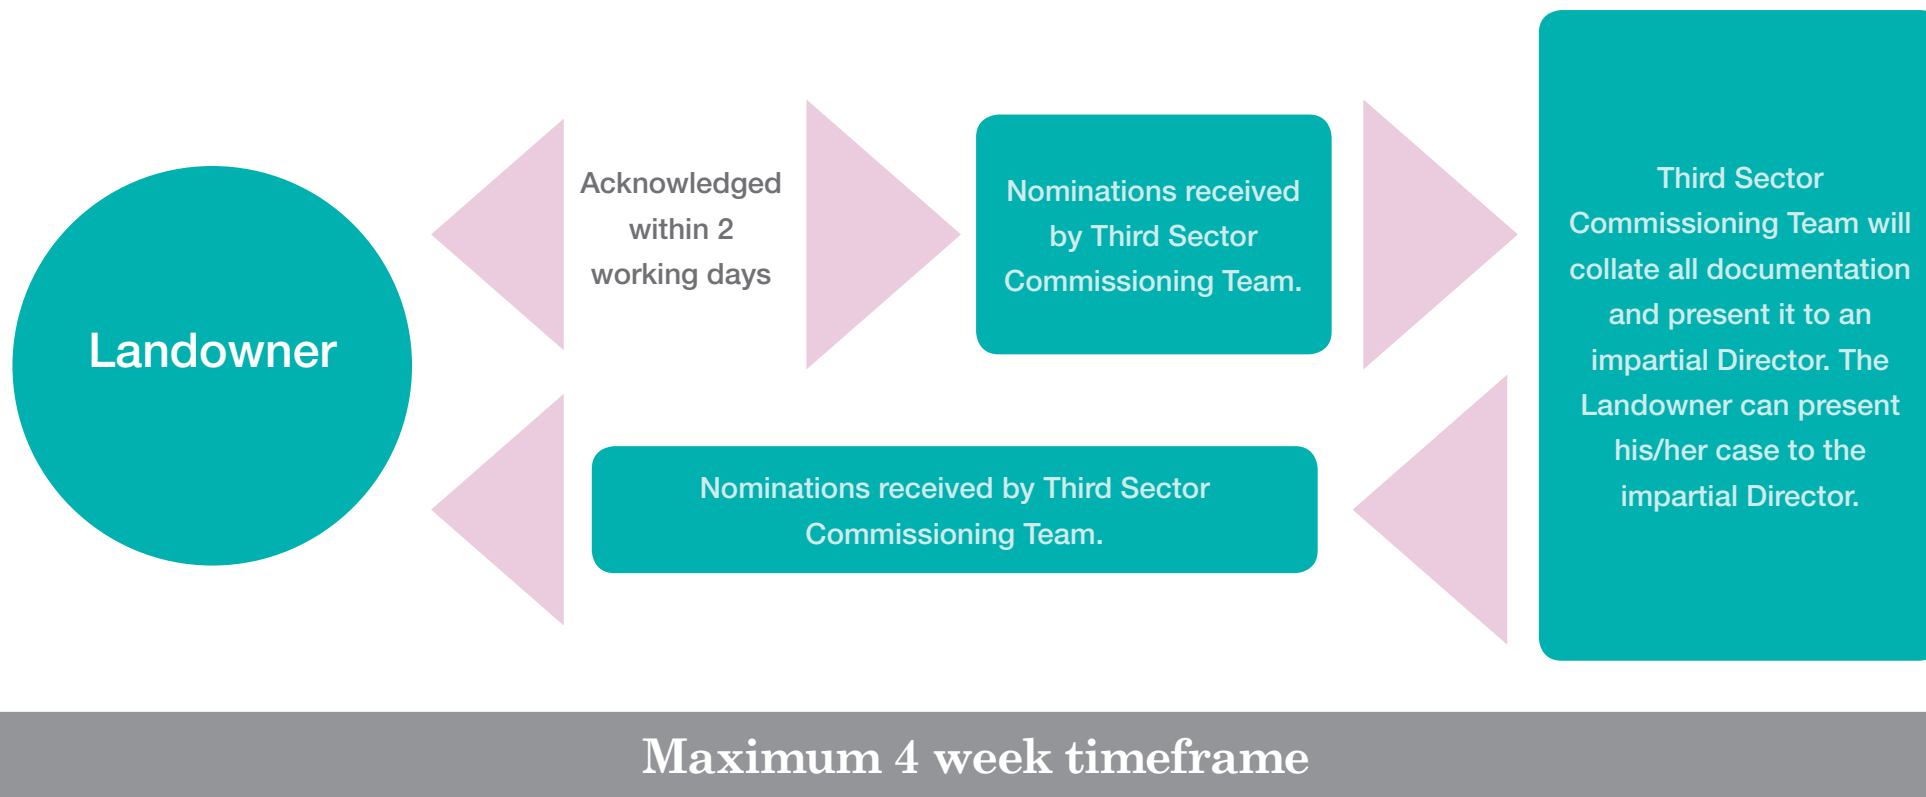 Landowner
Acknowledged
within 2
working days
Nominations received
by Third Sector
Commissioning Team.
Third Sector
Commissioning Team will
collate all documentation
and present it to an
impartial Director. The
Landowner can present
his/her case to the
impartial Director.
Nominations received by Third Sector
Commissioning Team.
Maximum 4 week timeframe